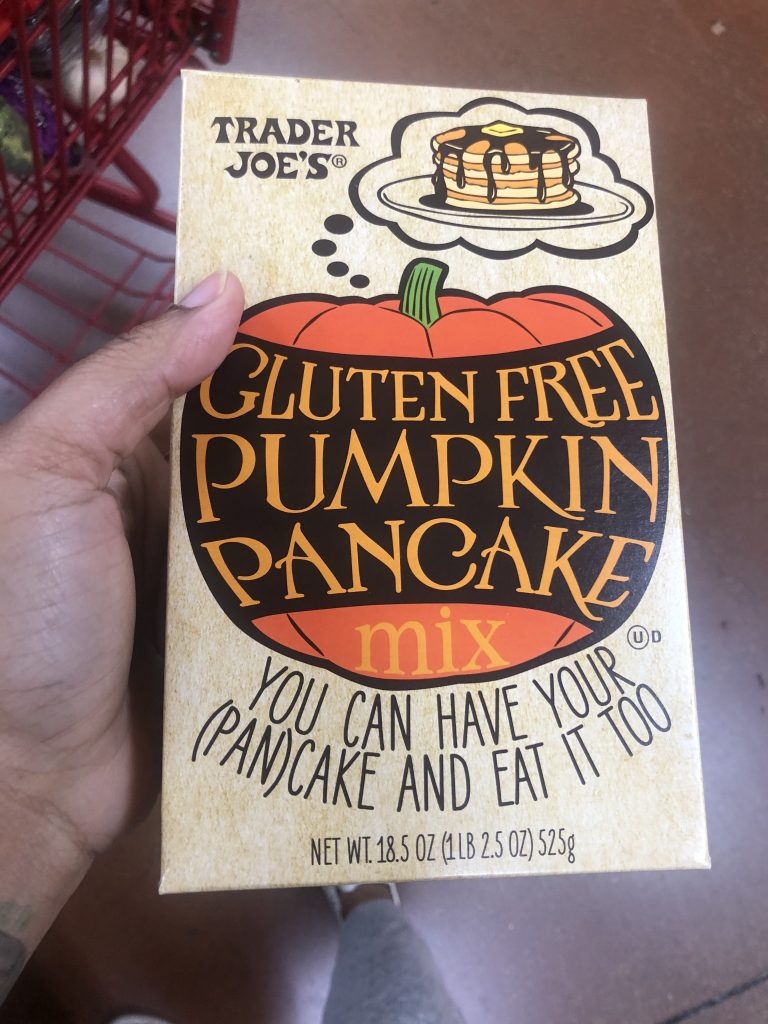 TRADER
JOE'S®
GLUTEN FREE
PUMPKIN
PANCAKE
mix
U D
YOU CAN HAVE YOUR
(PAN)CAKE AND EAT IT TOO
NET WT. 18.5 OZ (1 LB 2.5 OZ) 525g